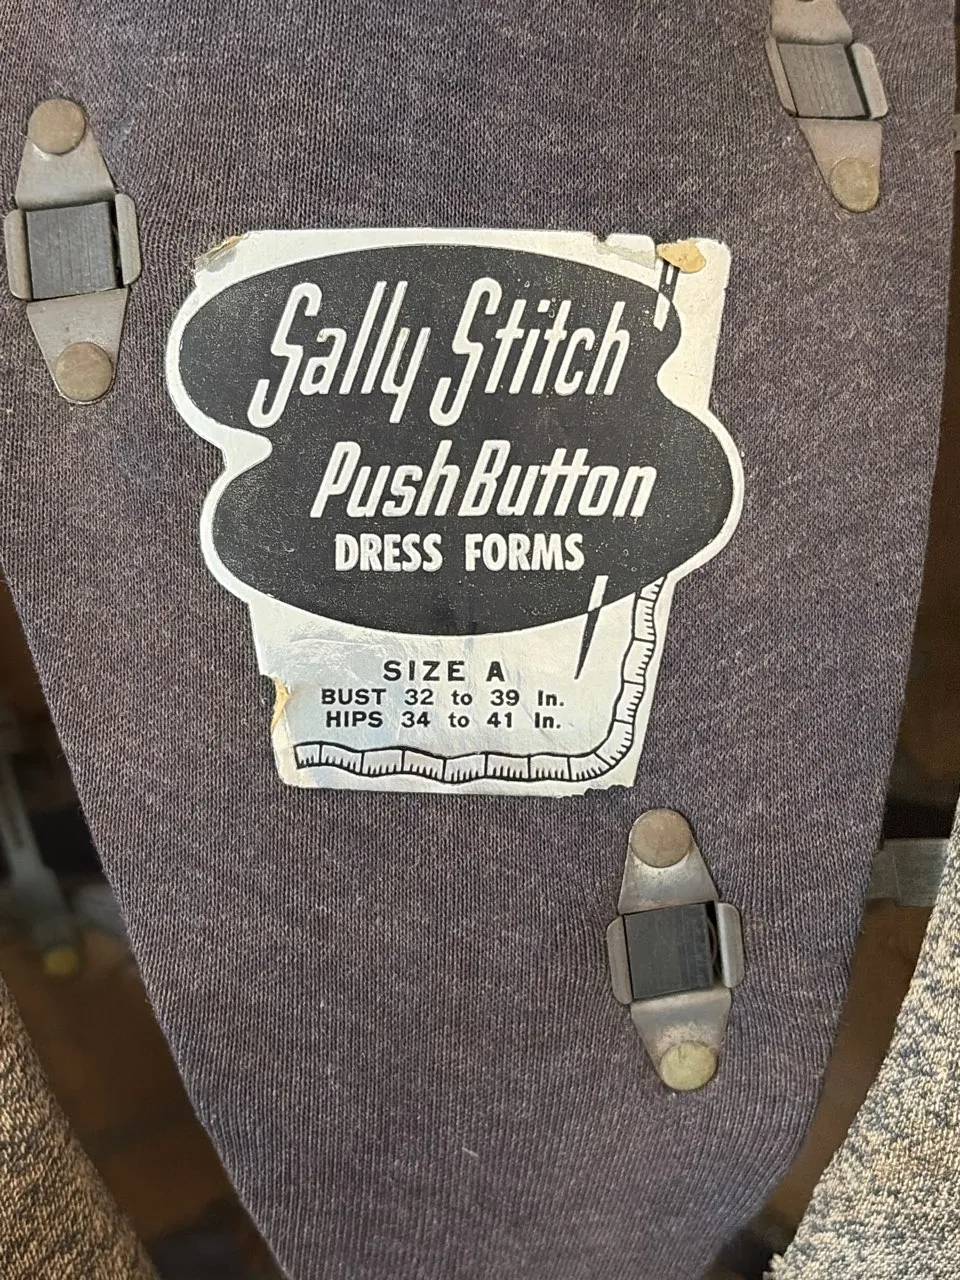 Sally Stitch
Push Button
DRESS FORMS
SIZE A
BUST 32 to 39 In.
HIPS 34 to 41 In.